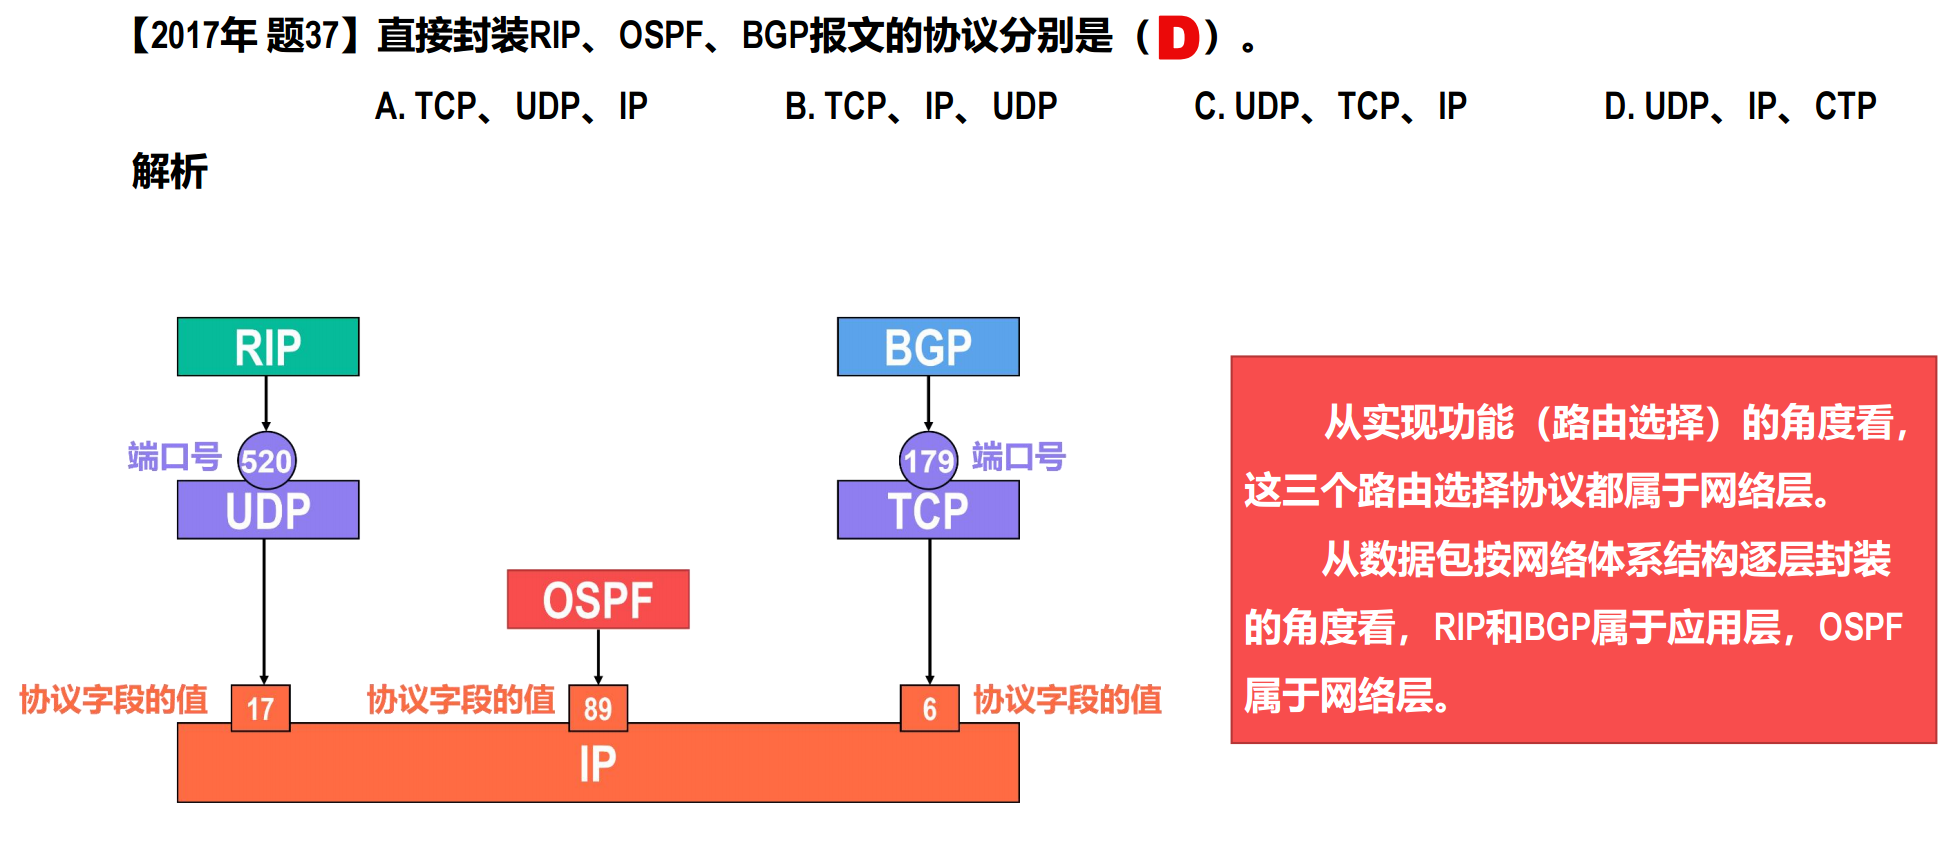 【2017年 题37】直接封装RIP、OSPF、BGP报文的协议分别是（D）。
A. TCP、UDP、IP B. TCP、IP、UDP C. UDP、TCP、IP D. UDP、IP、CTP
解析
RIP
BGP
端口号 520
179 端口号
UDP
TCP
OSPF
协议字段的值 17
协议字段的值 89
6 协议字段的值
IP
从实现功能（路由选择）的角度看，
这三个路由选择协议都属于网络层。
从数据包按网络体系结构逐层封装
的角度看，RIP和BGP属于应用层，OSPF
属于网络层。